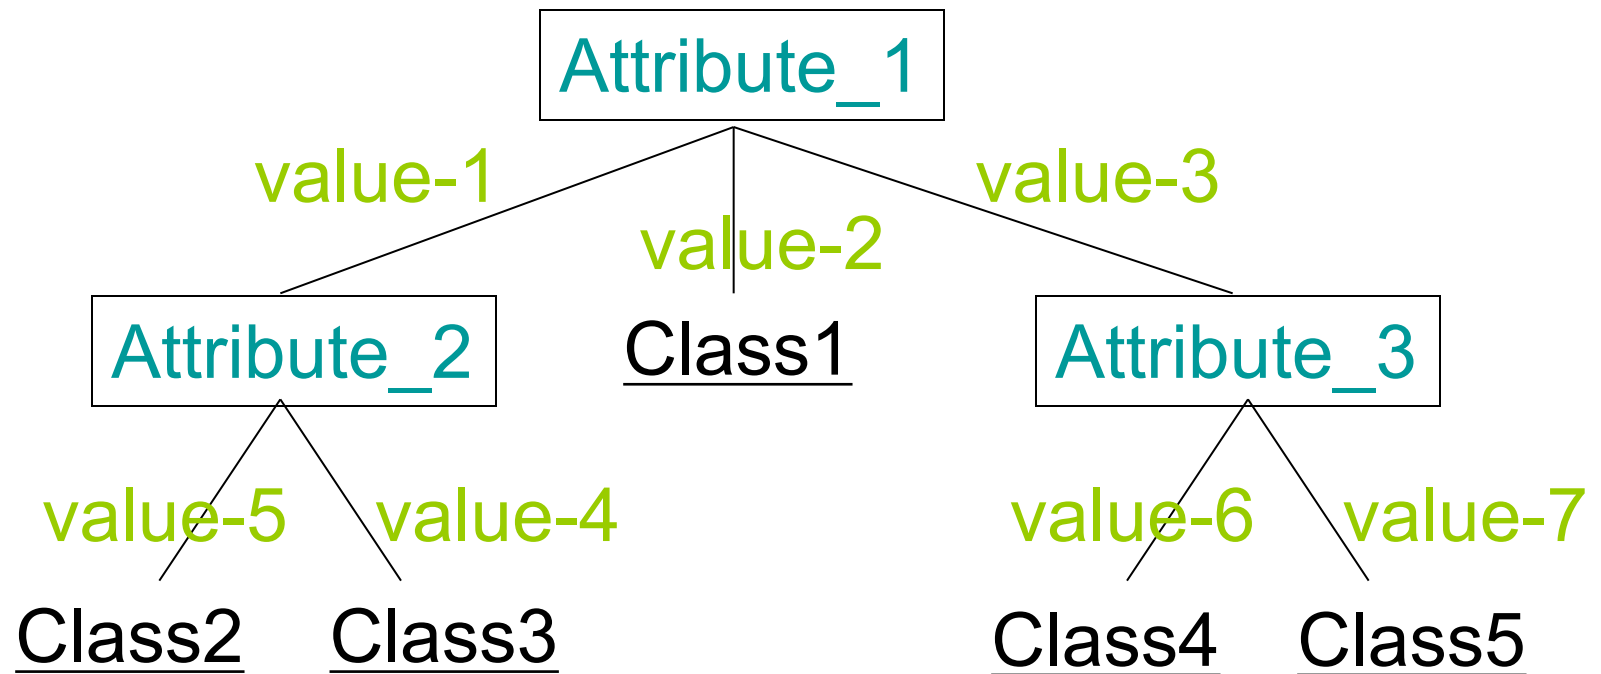 Attribute_1
value-1
value-3
value-2
Attribute_2
Class1
Attribute_3
value-5
value-4
value-6
value-7
Class2
Class3
Class4
Class5